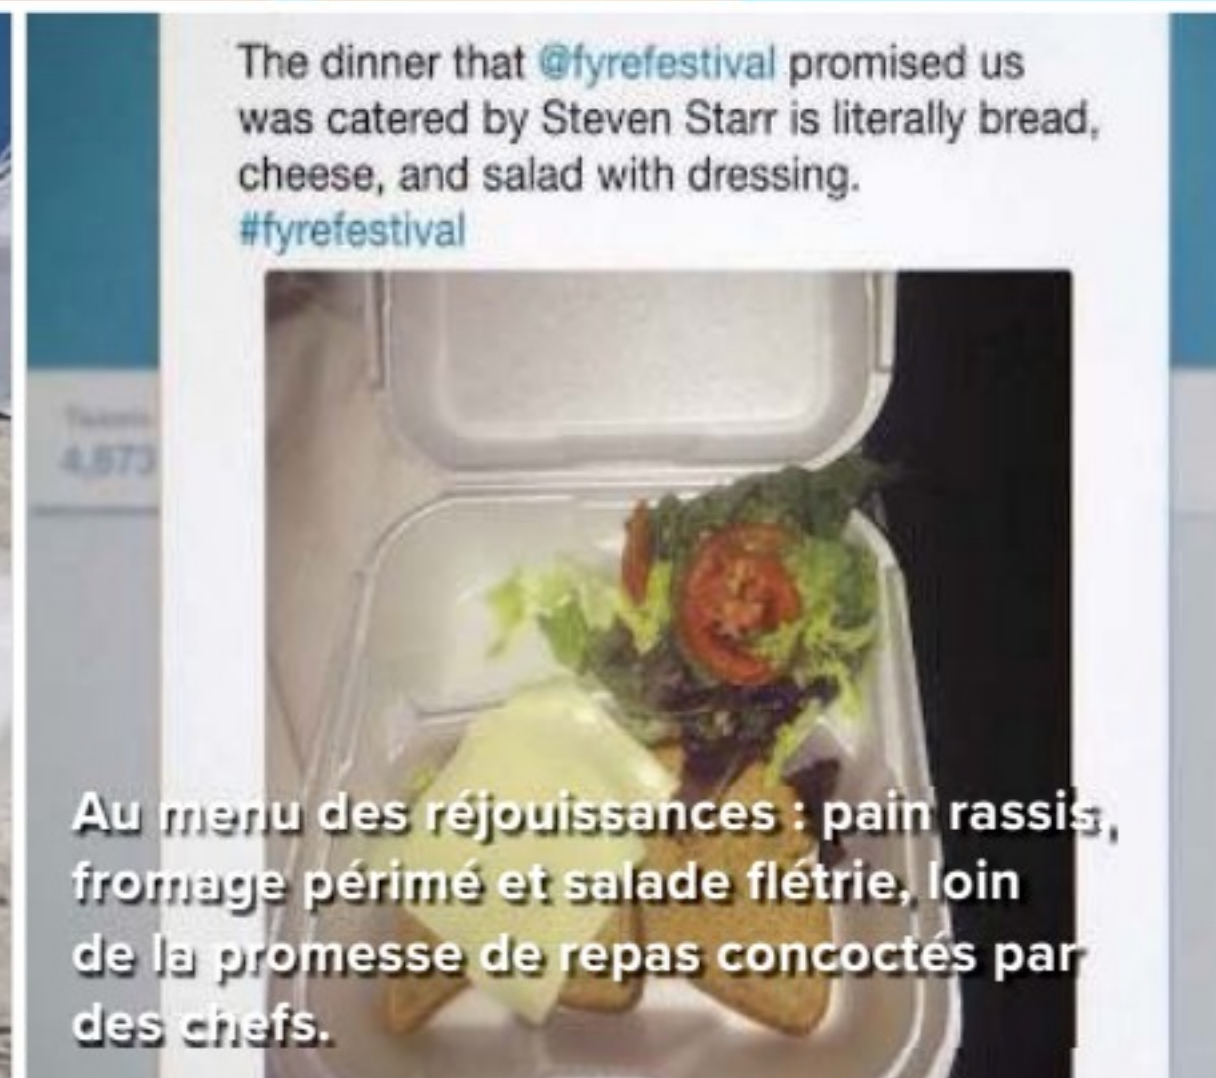 The dinner that @fyrefestival promised us
was catered by Steven Starr is literally bread,
cheese, and salad with dressing.
#fyrefestival
4,873
Au menu des réjouissances : pain rassis,
fromage périmé et salade flétrie, loin
de la promesse de repas concoctés par
des chefs.